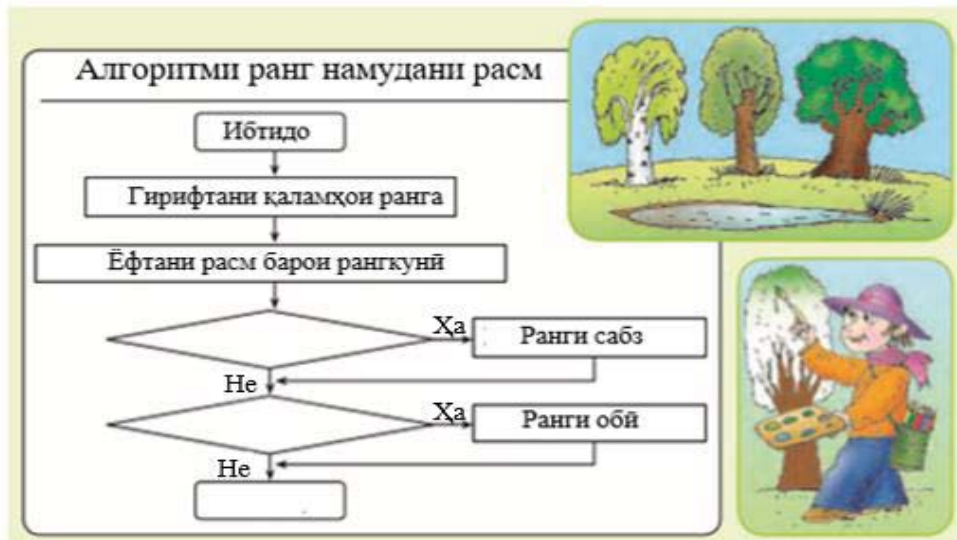 Алгоритми ранг намудани расм
Ибтидо
Гирифтани қаламҳои ранга
Ёфтани расм барои рангкунӣ
Ҳа
Ранги сабз
Не
Ҳа
Ранги обӣ
Не